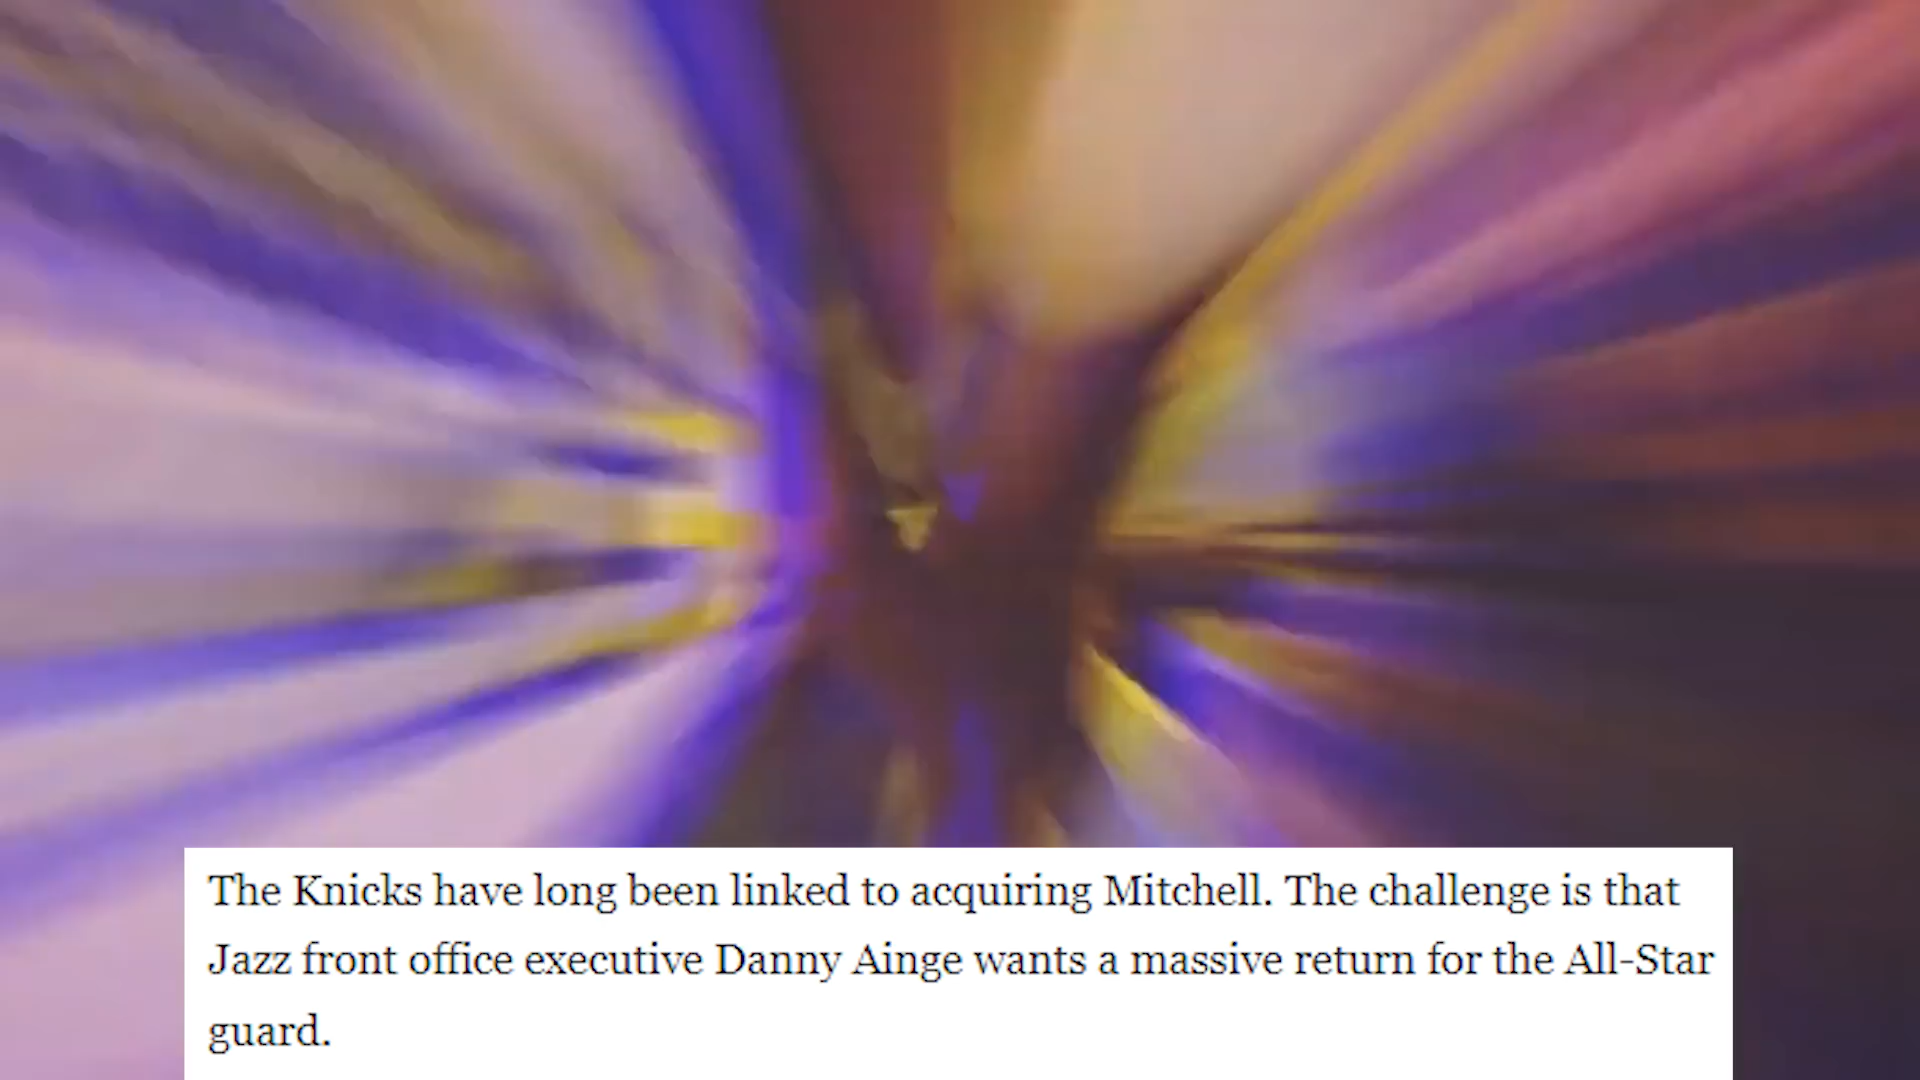 The Knicks have long been linked to acquiring Mitchell. The challenge is that
Jazz front office executive Danny Ainge wants a massive return for the All-Star
guard.